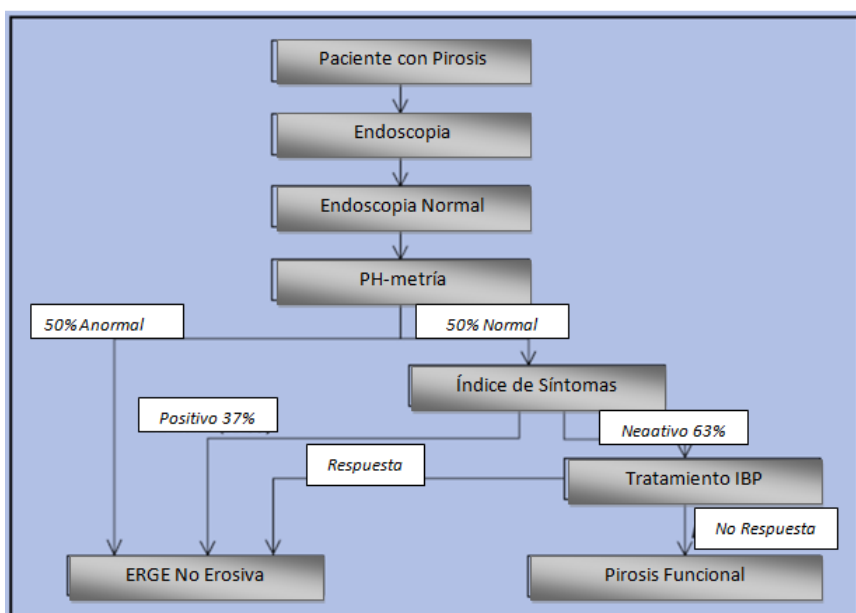 Paciente con Pirosis
Endoscopia
Endoscopia Normal
PH-metría
50% Anormal
50% Normal
Índice de Síntomas
Positivo 37%
Negativo 63%
Respuesta
Tratamiento IBP
No Respuesta
ERGE No Erosiva
Pirosis Funcional